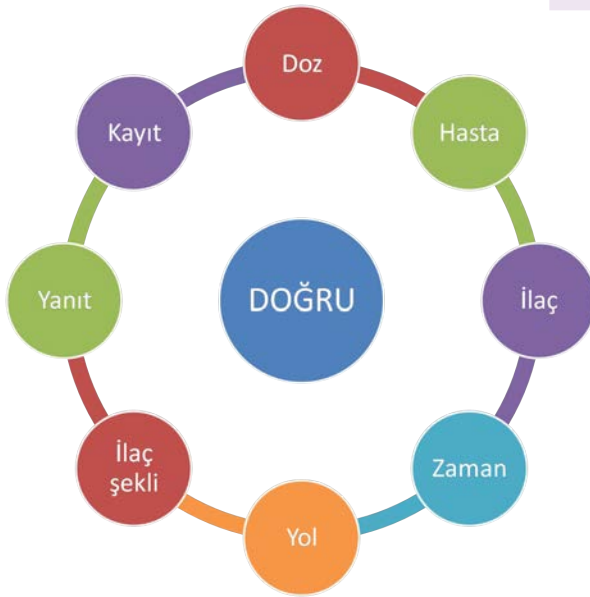 Doz
Hasta
İlaç
Zaman
Yol
İlaç
şekli
Yanıt
Kayıt
DOĞRU